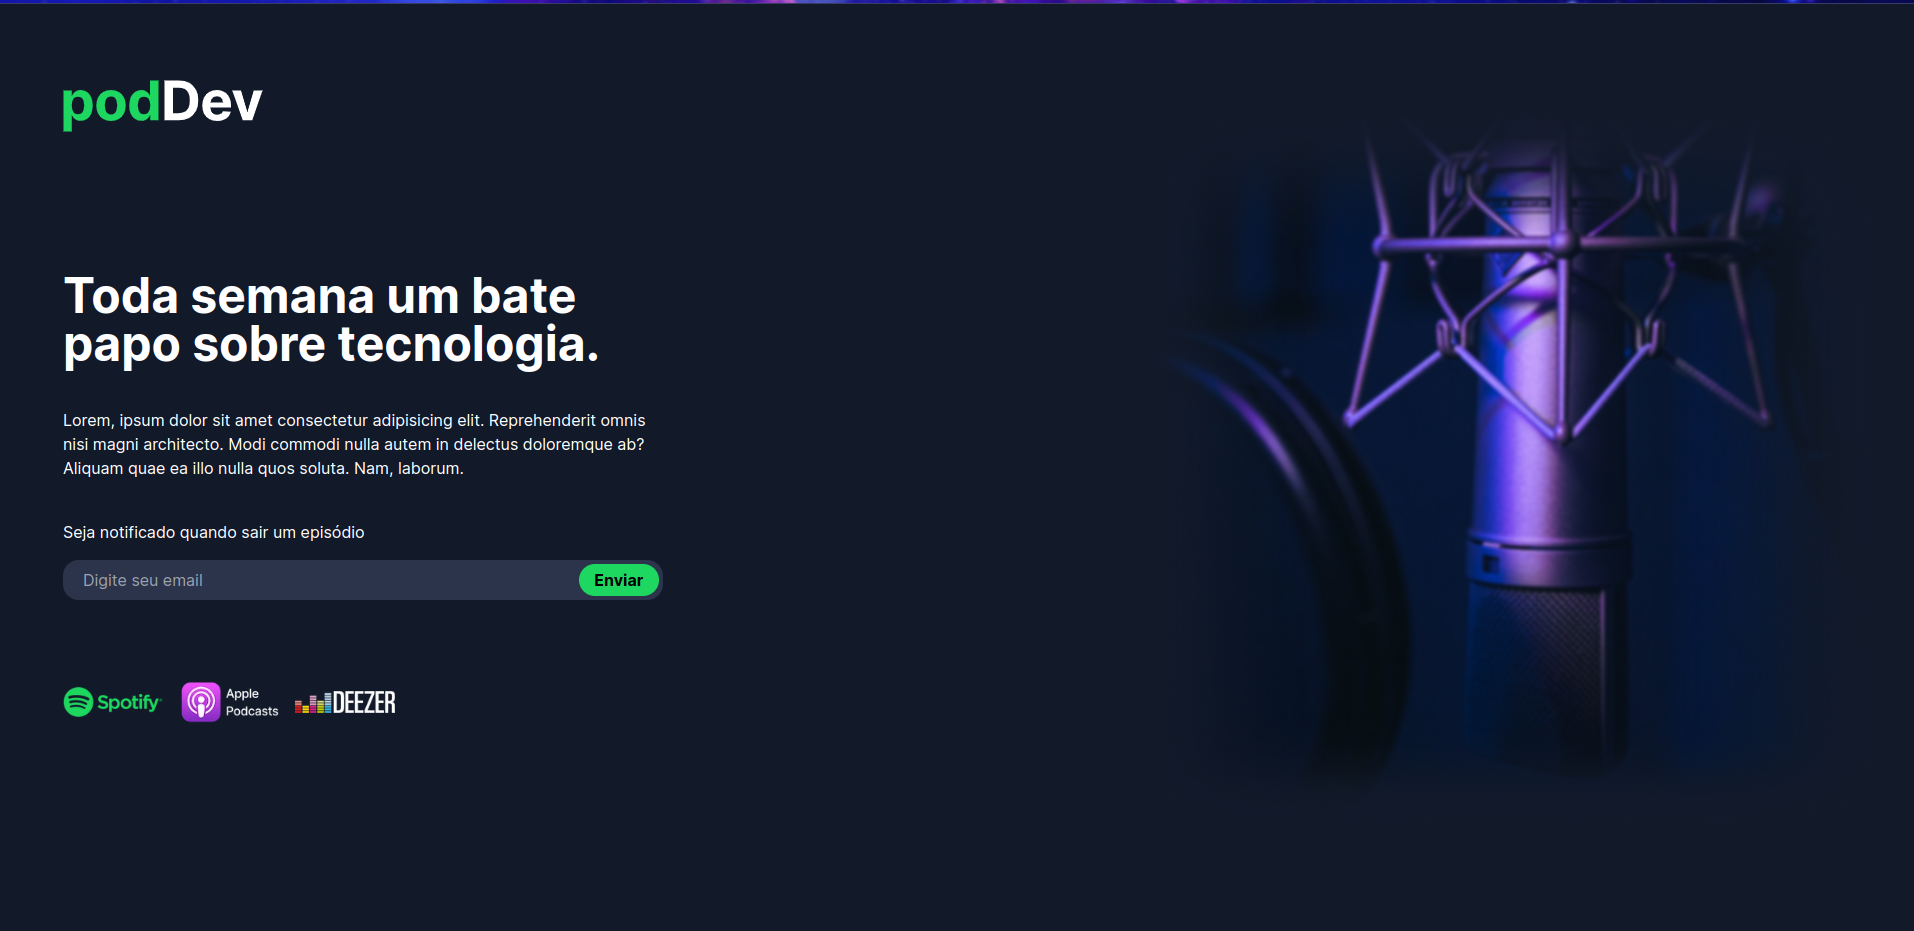 podDev
Toda semana um bate
papo sobre tecnologia.
Lorem, ipsum dolor sit amet consectetur adipisicing elit. Reprehenderit omnis
nisi magni architecto. Modi commodi nulla autem in delectus doloremque ab?
Aliquam quae ea illo nulla quos soluta. Nam, laborum.
Seja notificado quando sair um episódio
Digite seu email
Enviar
Spotify
Apple
Podcasts
DEEZER